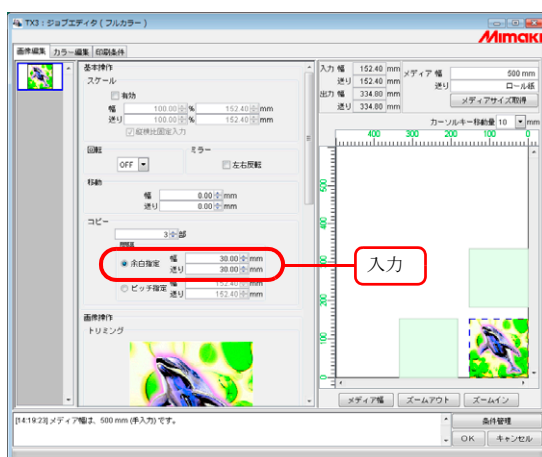 TX3 : ジョブエディタ ( フルカラー )
Mimaki
画像編集 カラー編集 印刷条件
基本操作
スケール
有効
幅 100.00 % 152.40 mm
送り 100.00 % 152.40 mm
縦横比固定入力
回転 ミラー
OFF 左右反転
移動
幅 0.00 mm
送り 0.00 mm
コピー
3 部
間隔
余白指定 幅 30.00 mm
送り 30.00 mm
ピッチ指定 幅 152.40 mm
送り 152.40 mm
画像操作
トリミング
入力
入力 幅 152.40 mm
送り 152.40 mm
出力 幅 334.80 mm
送り 334.80 mm
メディア 幅 500 mm
送り ロール紙
メディアサイズ取得
カーソルキー移動量 10 mm
400 300 200 100 0
メディア幅 ズームアウト ズームイン
[14:19:23] メディア幅は、500 mm (手入力) です。
条件管理
OK キャンセル